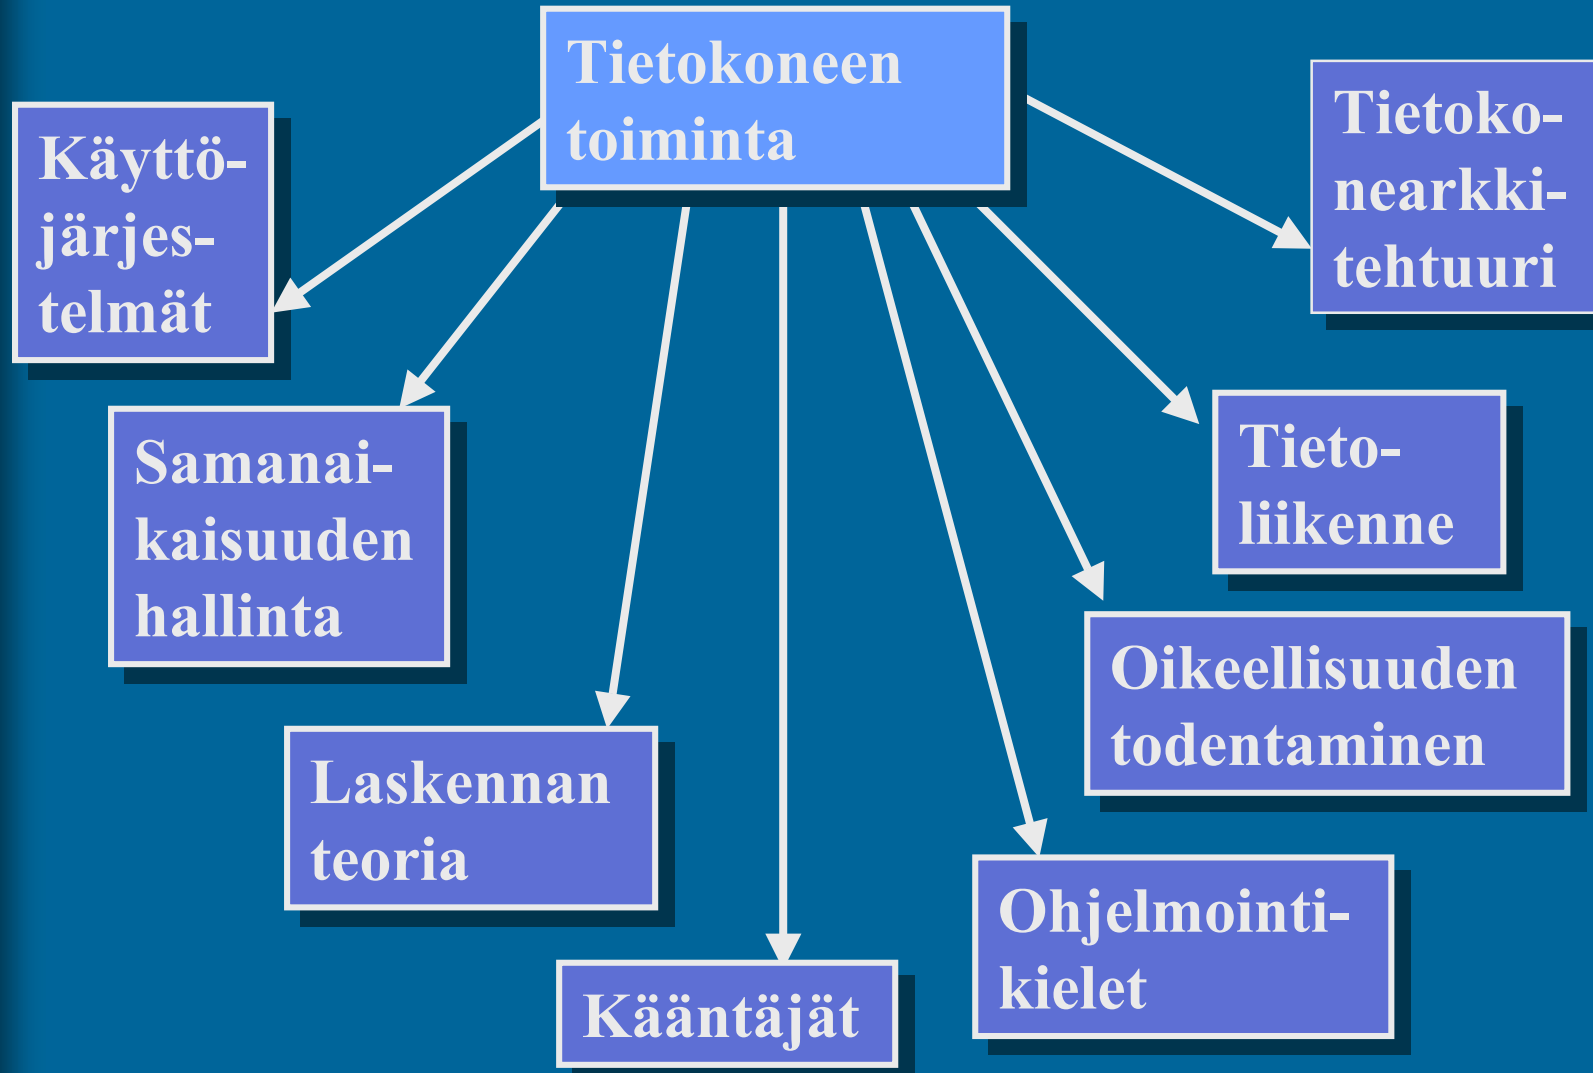 Tietokoneen
toiminta
Käyttö-
järjes-
telmät
Tietoko-
nearkki-
tehtuuri
Samanai-
kaisuuden
hallinta
Tieto-
liikenne
Oikeellisuuden
todentaminen
Laskennan
teoria
Ohjelmointi-
kielet
Kääntäjät